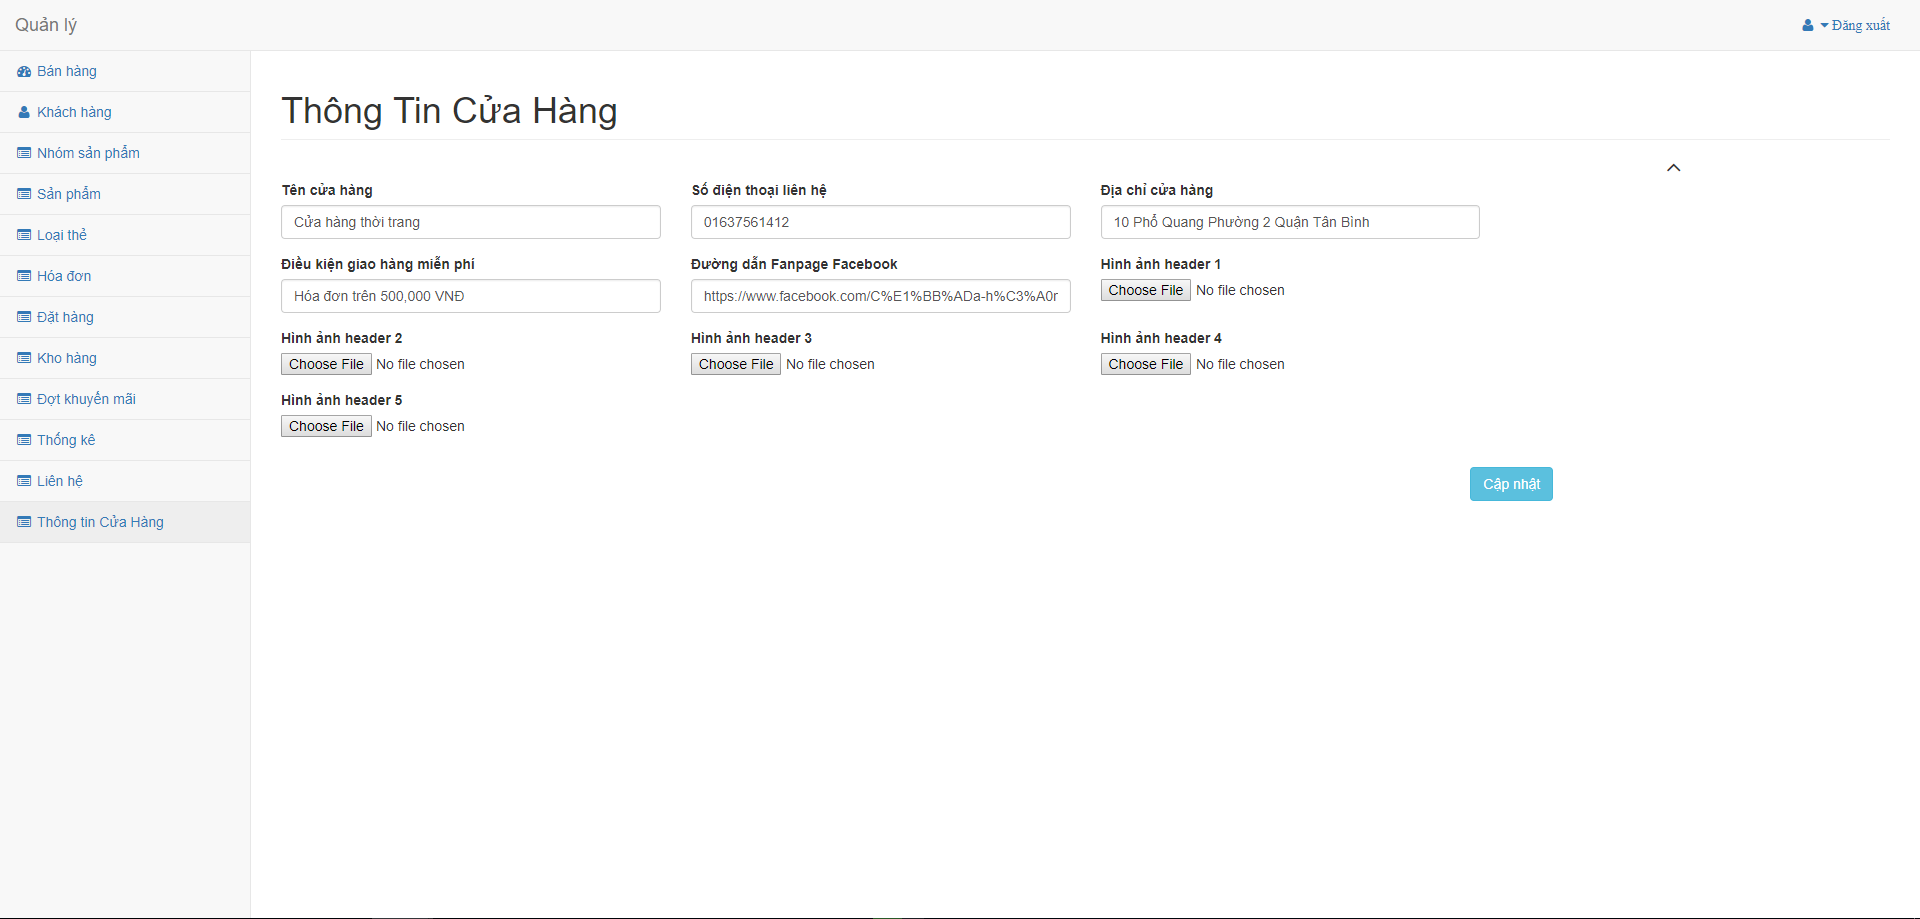 Quản lý
Đăng xuất
Bán hàng
Khách hàng
Nhóm sản phẩm
Sản phẩm
Loại thẻ
Hóa đơn
Đặt hàng
Kho hàng
Đợt khuyến mãi
Thống kê
Liên hệ
Thông tin Cửa Hàng
Thông Tin Cửa Hàng
Tên cửa hàng
Cửa hàng thời trang
Số điện thoại liên hệ
01637561412
Địa chỉ cửa hàng
10 Phổ Quang Phường 2 Quận Tân Bình
Điều kiện giao hàng miễn phí
Hóa đơn trên 500,000 VNĐ
Đường dẫn Fanpage Facebook
https://www.facebook.com/C%E1%BB%ADa-h%C3%A0r
Hình ảnh header 1
Choose File No file chosen
Hình ảnh header 2
Choose File No file chosen
Hình ảnh header 3
Choose File No file chosen
Hình ảnh header 4
Choose File No file chosen
Hình ảnh header 5
Choose File No file chosen
Cập nhật